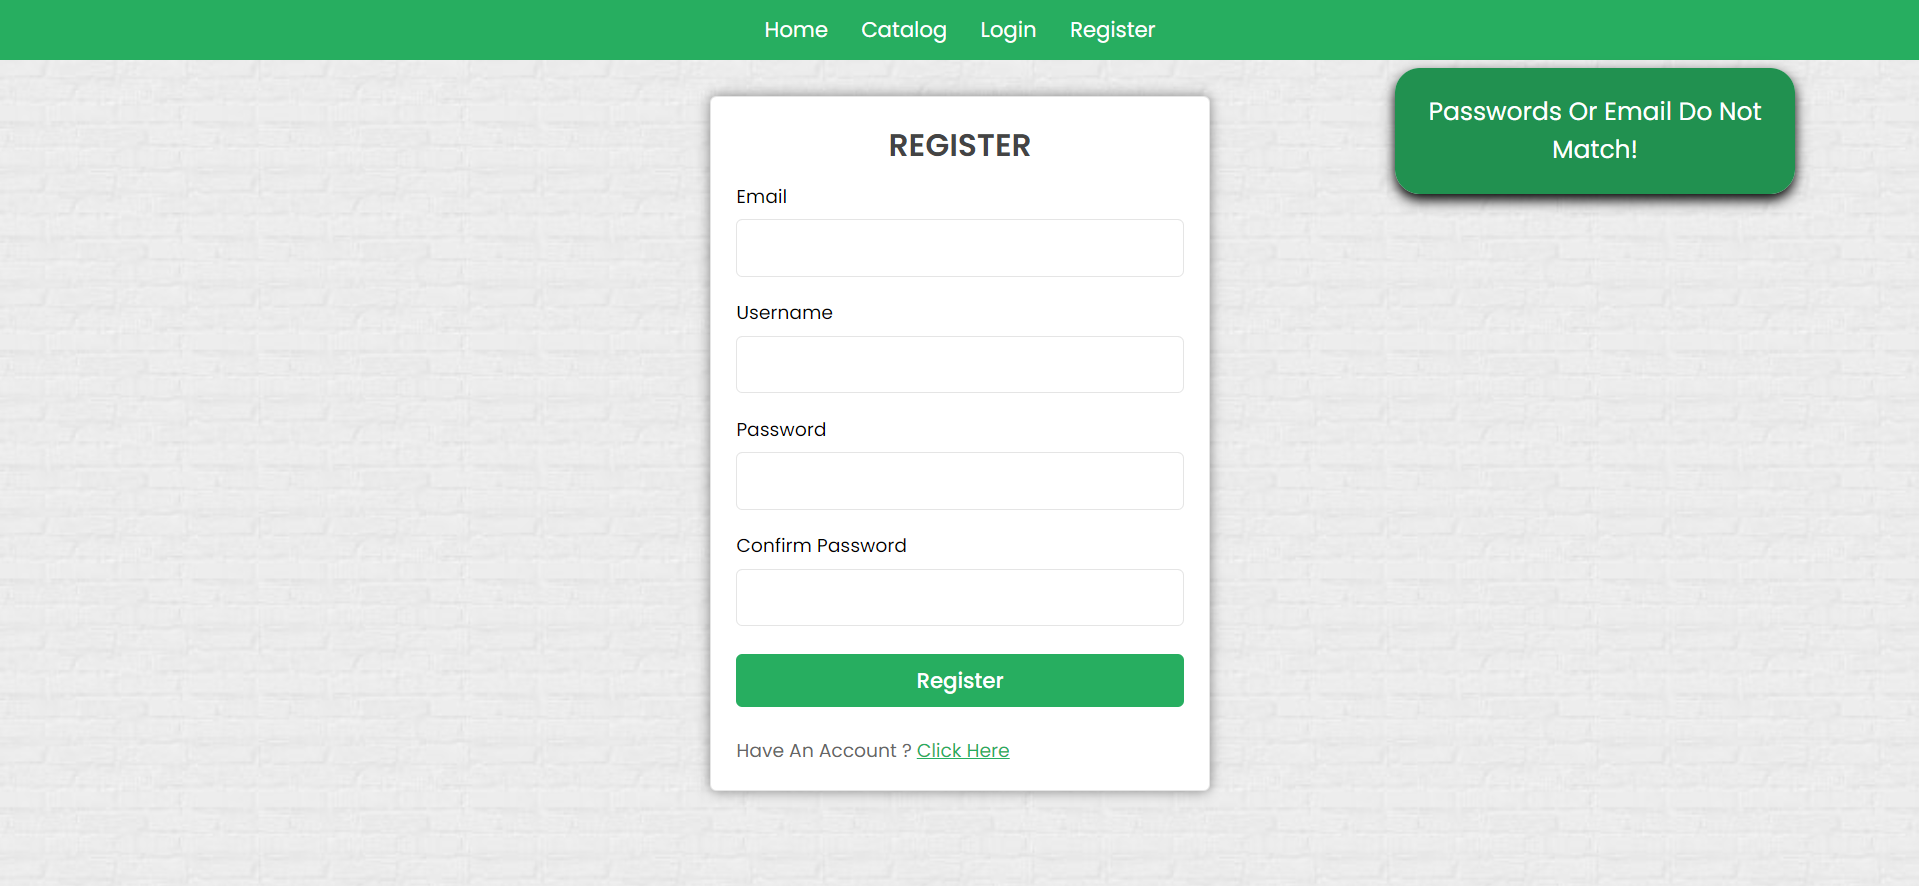 Home Catalog Login Register
Passwords Or Email Do Not
Match!
REGISTER
Email
Username
Password
Confirm Password
Register
Have An Account ? Click Here